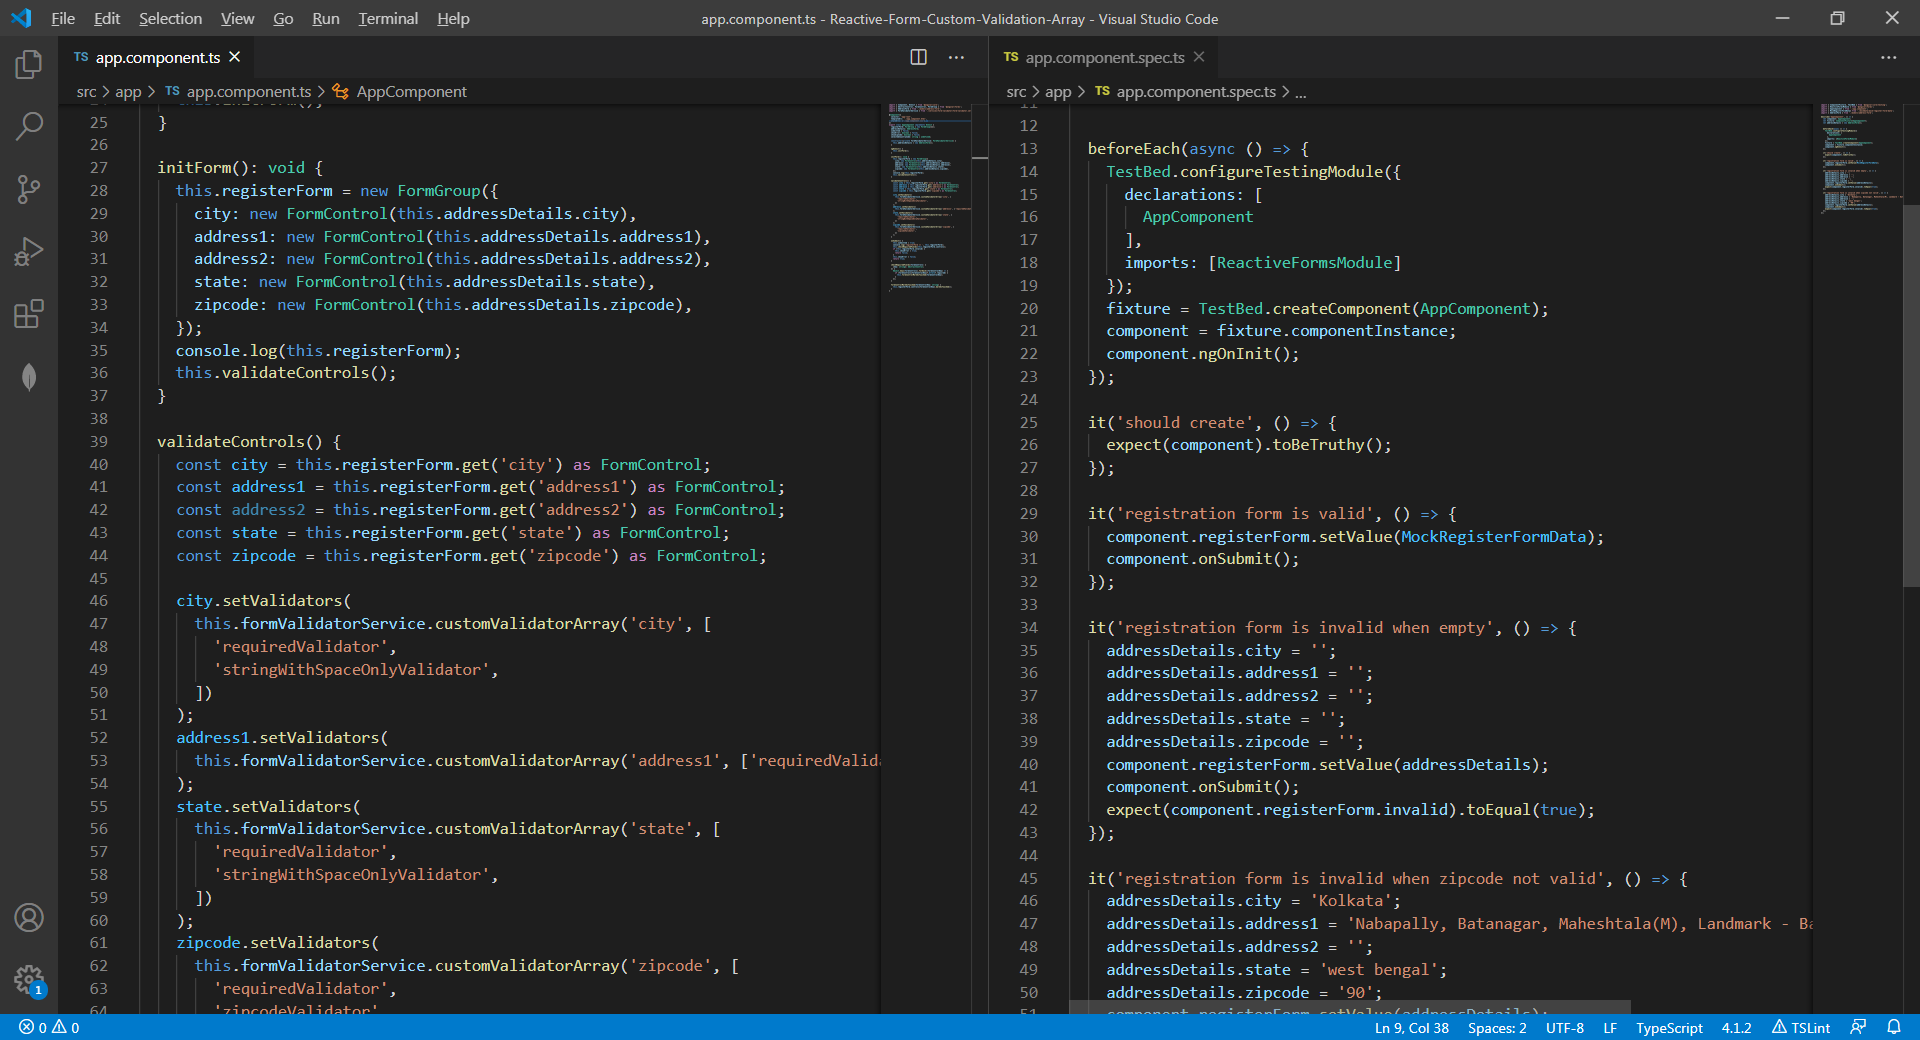 File Edit Selection View Go Run Terminal Help
app.component.ts - Reactive-Form-Custom-Validation-Array - Visual Studio Code
TS app.component.ts
src > app > TS app.component.ts > AppComponent
25 }
26
27 initForm(): void {
28 this.registerForm = new FormGroup({
29 city: new FormControl(this.addressDetails.city),
30 address1: new FormControl(this.addressDetails.address1),
31 address2: new FormControl(this.addressDetails.address2),
32 state: new FormControl(this.addressDetails.state),
33 zipcode: new FormControl(this.addressDetails.zipcode),
34 });
35 console.log(this.registerForm);
36 this.validateControls();
37 }
38
39 validateControls() {
40 const city = this.registerForm.get('city') as FormControl;
41 const address1 = this.registerForm.get('address1') as FormControl;
42 const address2 = this.registerForm.get('address2') as FormControl;
43 const state = this.registerForm.get('state') as FormControl;
44 const zipcode = this.registerForm.get('zipcode') as FormControl;
45
46 city.setValidators(
47 this.formValidatorService.customValidatorArray('city', [
48 'requiredValidator',
49 'stringWithSpaceOnlyValidator',
50 ])
51 );
52 address1.setValidators(
53 this.formValidatorService.customValidatorArray('address1', ['requiredValida
54 );
55 state.setValidators(
56 this.formValidatorService.customValidatorArray('state', [
57 'requiredValidator',
58 'stringWithSpaceOnlyValidator',
59 ])
60 );
61 zipcode.setValidators(
62 this.formValidatorService.customValidatorArray('zipcode', [
63 'requiredValidator',
64 'zipcodeValidator'
TS app.component.spec.ts
src > app > TS app.component.spec.ts > ...
11
12
13 beforeEach(async () => {
14 TestBed.configureTestingModule({
15 declarations: [
16 AppComponent
17 ],
18 imports: [ReactiveFormsModule]
19 });
20 fixture = TestBed.createComponent(AppComponent);
21 component = fixture.componentInstance;
22 component.ngOnInit();
23 });
24
25 it('should create', () => {
26 expect(component).toBeTruthy();
27 });
28
29 it('registration form is valid', () => {
30 component.registerForm.setValue(MockRegisterFormData);
31 component.onSubmit();
32 });
33
34 it('registration form is invalid when empty', () => {
35 addressDetails.city = '';
36 addressDetails.address1 = '';
37 addressDetails.address2 = '';
38 addressDetails.state = '';
39 addressDetails.zipcode = '';
40 component.registerForm.setValue(addressDetails);
41 component.onSubmit();
42 expect(component.registerForm.invalid).toEqual(true);
43 });
44
45 it('registration form is invalid when zipcode not valid', () => {
46 addressDetails.city = 'Kolkata';
47 addressDetails.address1 = 'Nabapally, Batanagar, Maheshtala(M), Landmark - Ba
48 addressDetails.address2 = '';
49 addressDetails.state = 'west bengal';
50 addressDetails.zipcode = '90';
51 component.registerForm.setValue(addressDetails);
1
0 0
Ln 9, Col 38 Spaces: 2 UTF-8 LF TypeScript 4.1.2 TSLint